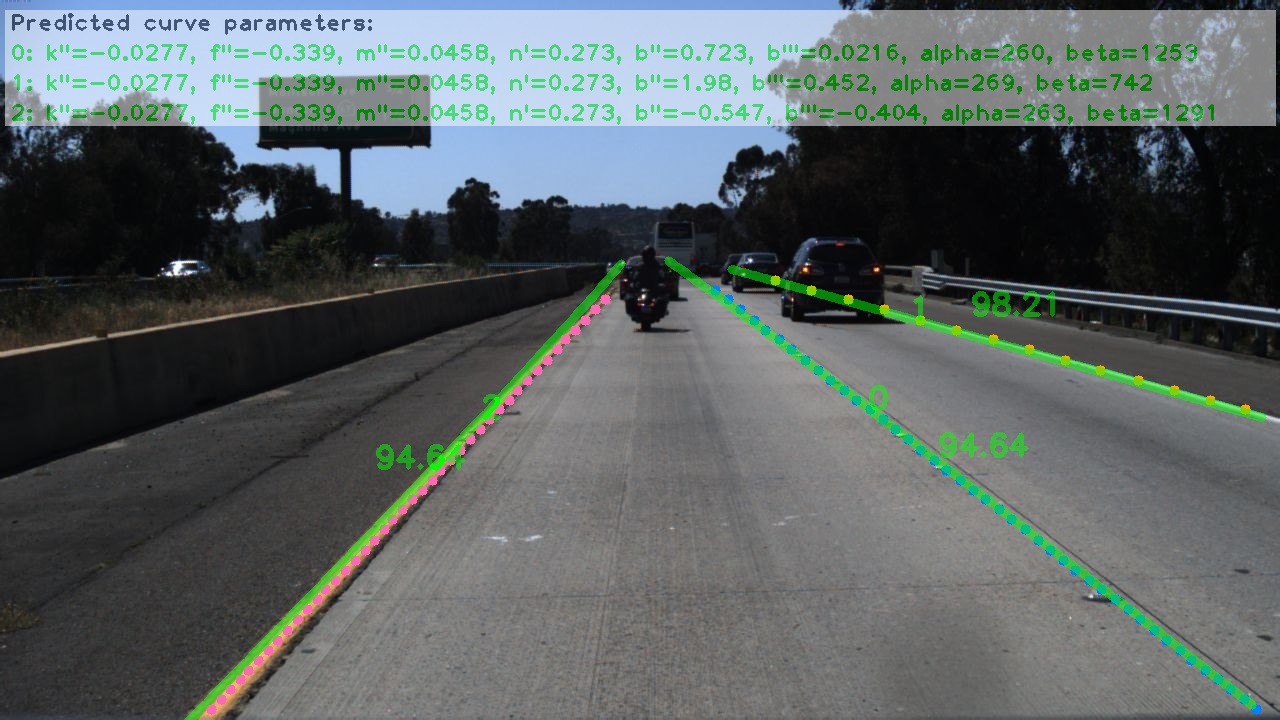 Predicted curve parameters:
0: k''=-0.0277, f''=-0.339, m''=0.0458, n'=0.273, b''=0.723, b'''=0.0216, alpha=260, beta=1253
1: k''=-0.0277, f''=-0.339, m''=0.0458, n'=0.273, b''=1.98, b'''=0.452, alpha=269, beta=742
2: k''=-0.0277, f''=-0.339, m''=0.0458, n'=0.273, b''=-0.547, b'''=-0.404, alpha=263, beta=1291
Magnolia Ave
1 98.21
2 0
94.64 94.64